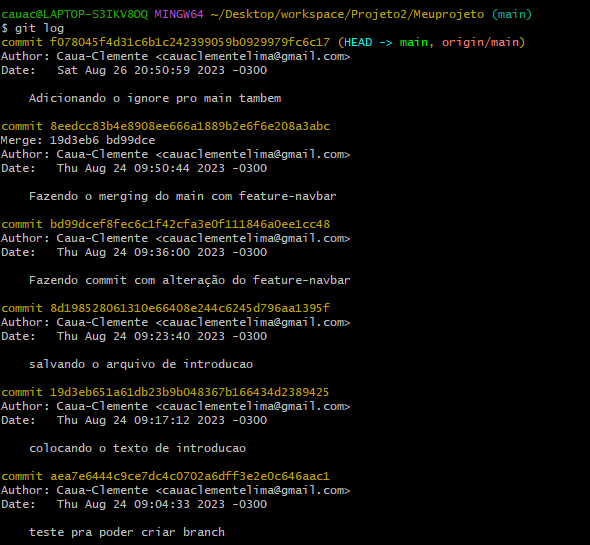 cauac@LAPTOP-S3IKV8OQ MINGW64 ~/Desktop/workspace/Projeto2/Meuprojeto (main)
$ git log
commit f078045f4d31c6b1c242399059b0929979fc6c17 (HEAD -> main, origin/main)
Author: Caua-Clemente <cauaclementelima@gmail.com>
Date:   Sat Aug 26 20:50:59 2023 -0300

    Adicionando o ignore pro main tambem

commit 8eedcc83b4e8908ee666a1889b2e6f6e208a3abc
Merge: 19d3eb6 bd99dce
Author: Caua-Clemente <cauaclementelima@gmail.com>
Date:   Thu Aug 24 09:50:44 2023 -0300

    Fazendo o merging do main com feature-navbar

commit bd99dcef8fec6c1f42cfa3e0f111846a0ee1cc48
Author: Caua-Clemente <cauaclementelima@gmail.com>
Date:   Thu Aug 24 09:36:00 2023 -0300

    Fazendo commit com alteração do feature-navbar

commit 8d198528061310e66408e244c6245d796aa1395f
Author: Caua-Clemente <cauaclementelima@gmail.com>
Date:   Thu Aug 24 09:23:40 2023 -0300

    salvando o arquivo de introducao

commit 19d3eb651a61db23b9b048367b166434d2389425
Author: Caua-Clemente <cauaclementelima@gmail.com>
Date:   Thu Aug 24 09:17:12 2023 -0300

    colocando o texto de introducao

commit aea7e6444c9ce7dc4c0702a6dff3e2e0c646aac1
Author: Caua-Clemente <cauaclementelima@gmail.com>
Date:   Thu Aug 24 09:04:33 2023 -0300

    teste pra poder criar branch